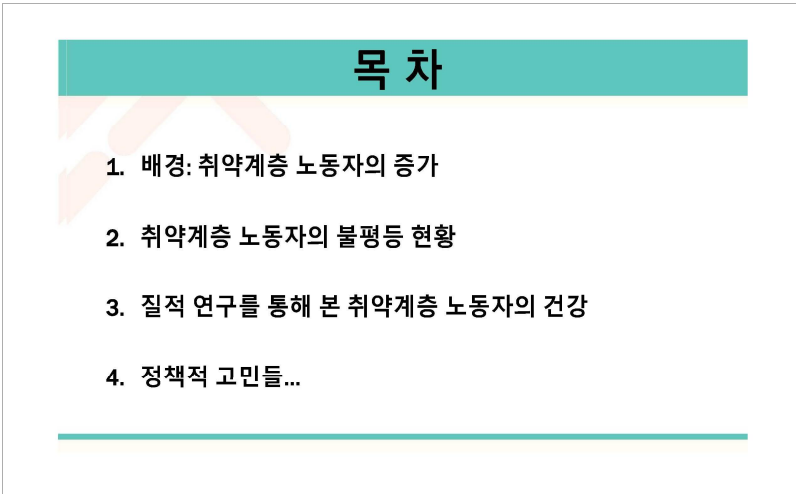 목 차
1. 배경: 취약계층 노동자의 증가
2. 취약계층 노동자의 불평등 현황
3. 질적 연구를 통해 본 취약계층 노동자의 건강
4. 정책적 고민들...